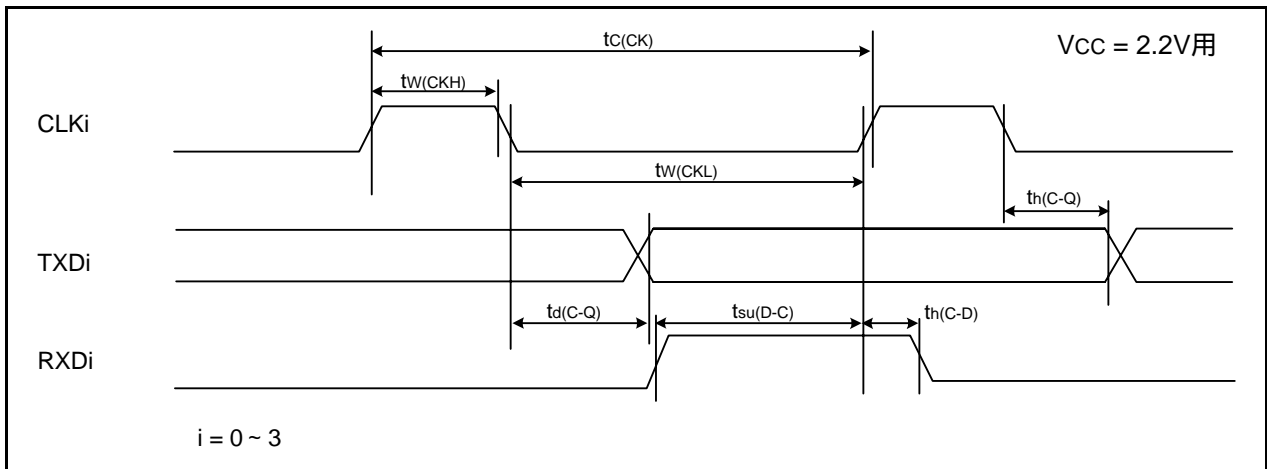 tC(CK)
VCC = 2.2V用
tW(CKH)
CLKi
tW(CKL)
th(C-Q)
TXDi
td(C-Q)
tsu(D-C)
th(C-D)
RXDi
i = 0 ~ 3